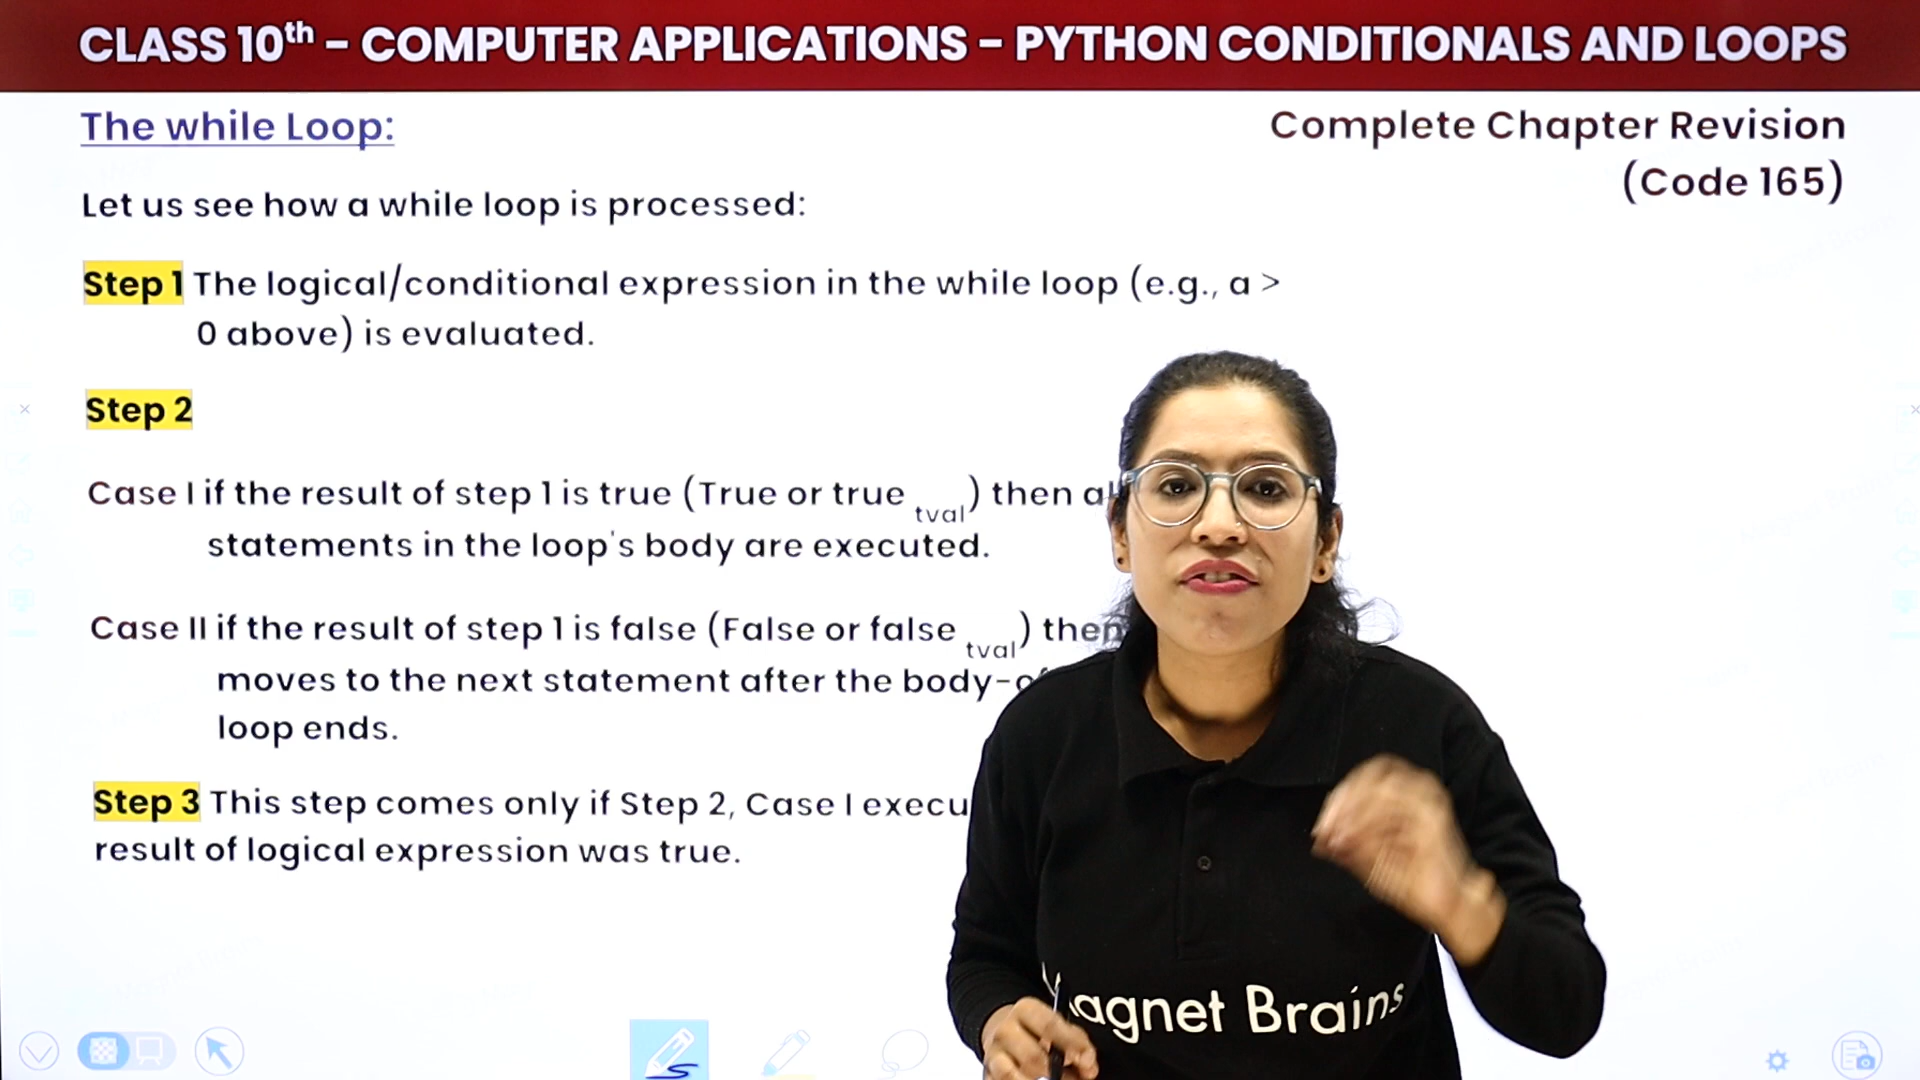 CLASS 10th – COMPUTER APPLICATIONS – PYTHON CONDITIONALS AND LOOPS
The while Loop:
Complete Chapter Revision
(Code 165)
Let us see how a while loop is processed:
Step 1 The logical/conditional expression in the while loop (e.g., a >
0 above) is evaluated.
Step 2
Case I if the result of step 1 is true (True or true tval) then
statements in the loop's body are executed.
Case II if the result of step 1 is false (False or false tval) then
moves to the next statement after the body-
loop ends.
Step 3 This step comes only if Step 2, Case I
result of logical expression was true.
Magnet Brains